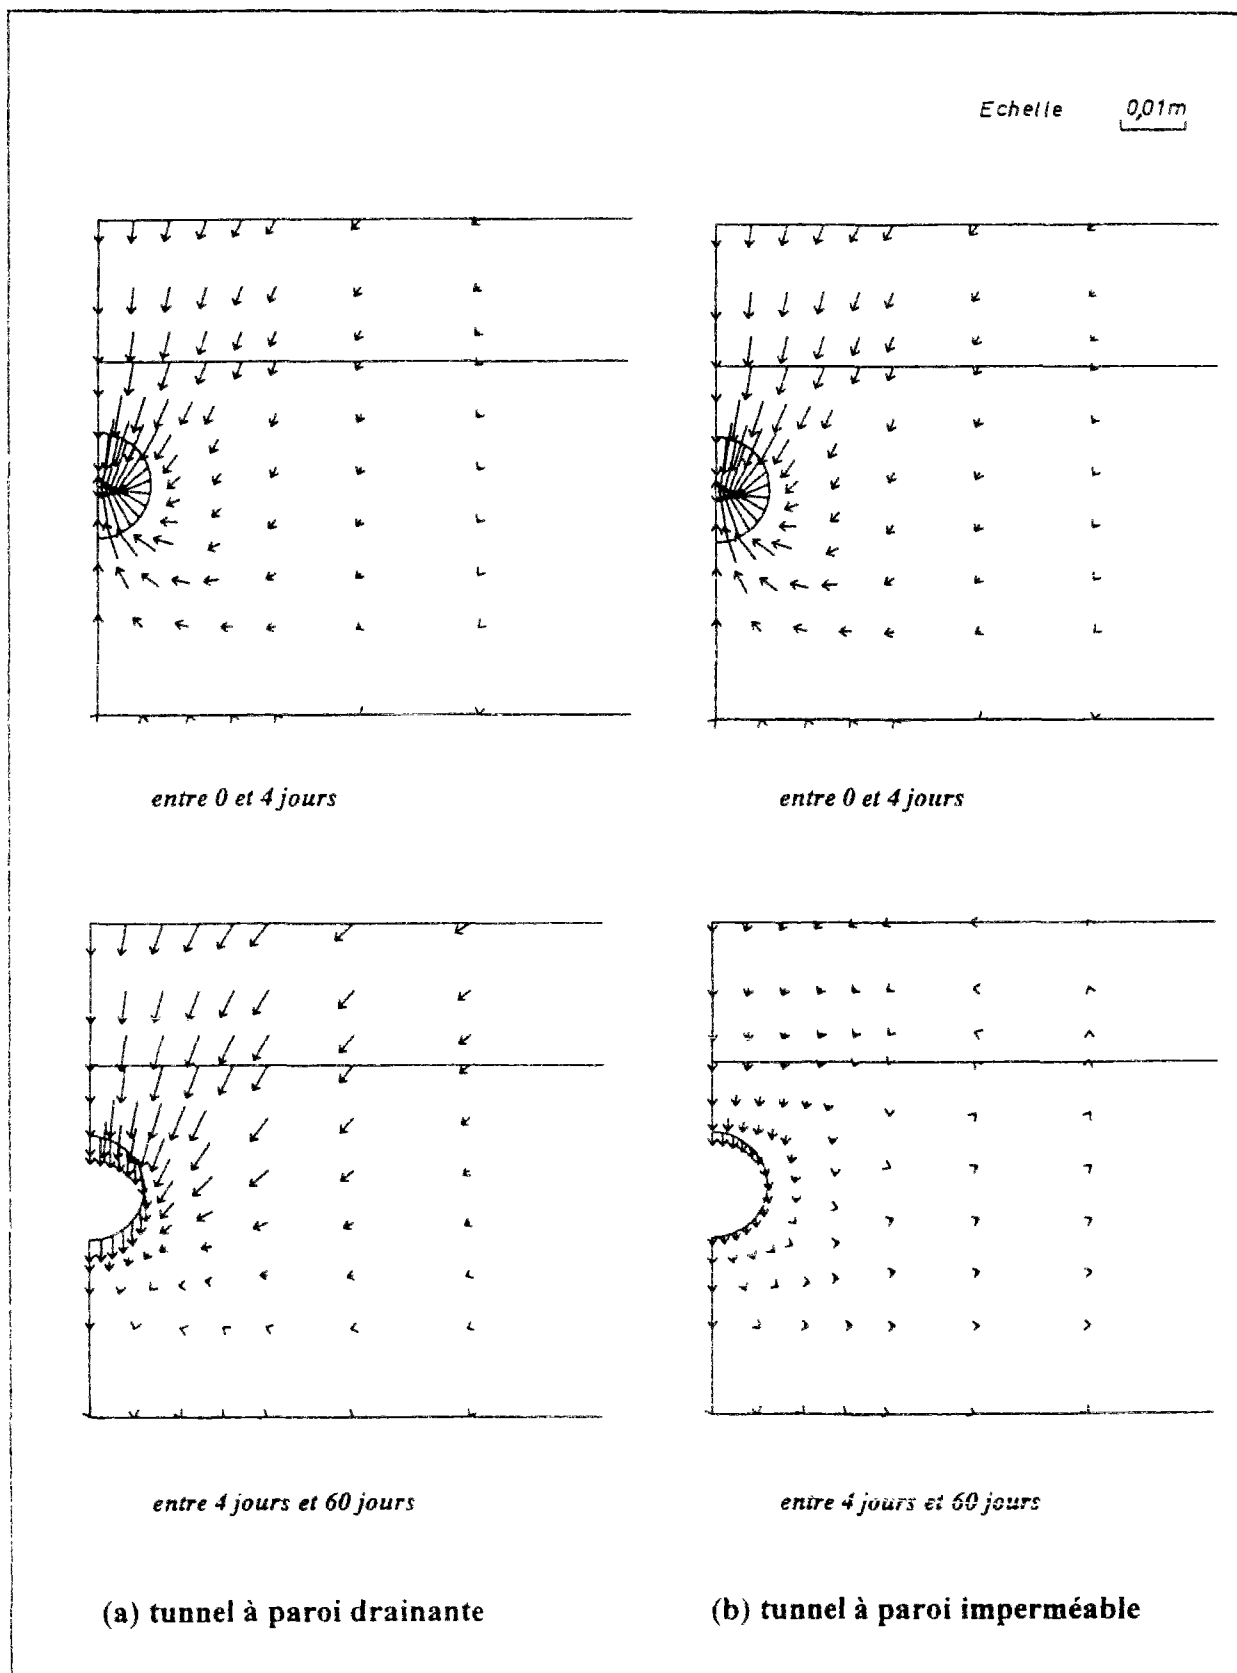 Echelle 0,01m
entre 0 et 4 jours
entre 0 et 4 jours
entre 4 jours et 60 jours
entre 4 jours et 60 jours
(a) tunnel à paroi drainante
(b) tunnel à paroi imperméable